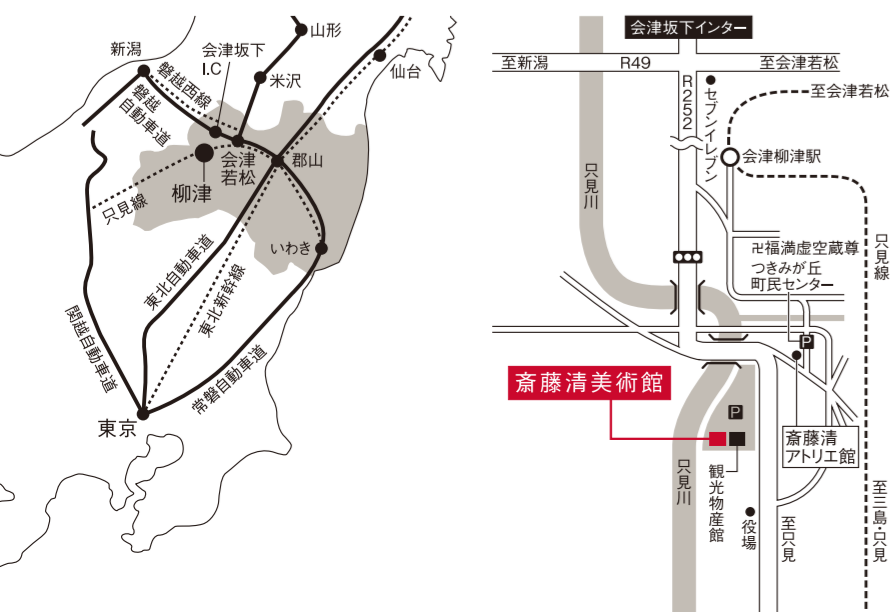 山形
新潟
会津坂下
I.C
仙台
米沢
磐越西線
磐越
自動車道
会津
若松
郡山
柳津
只見線
いわき
東北自動車道
東北新幹線
関越自動車道
常磐自動車道
東京
会津坂下インター
至新潟
R49
至会津若松
R252
セブンイレブン
至会津若松
会津柳津駅
只見川
只見線
卍福満虚空蔵尊
つきみが丘
町民センター
P
斎藤清美術館
P
斎藤清
アトリエ館
只見川
観光物産館
役場
至只見
至三島・只見